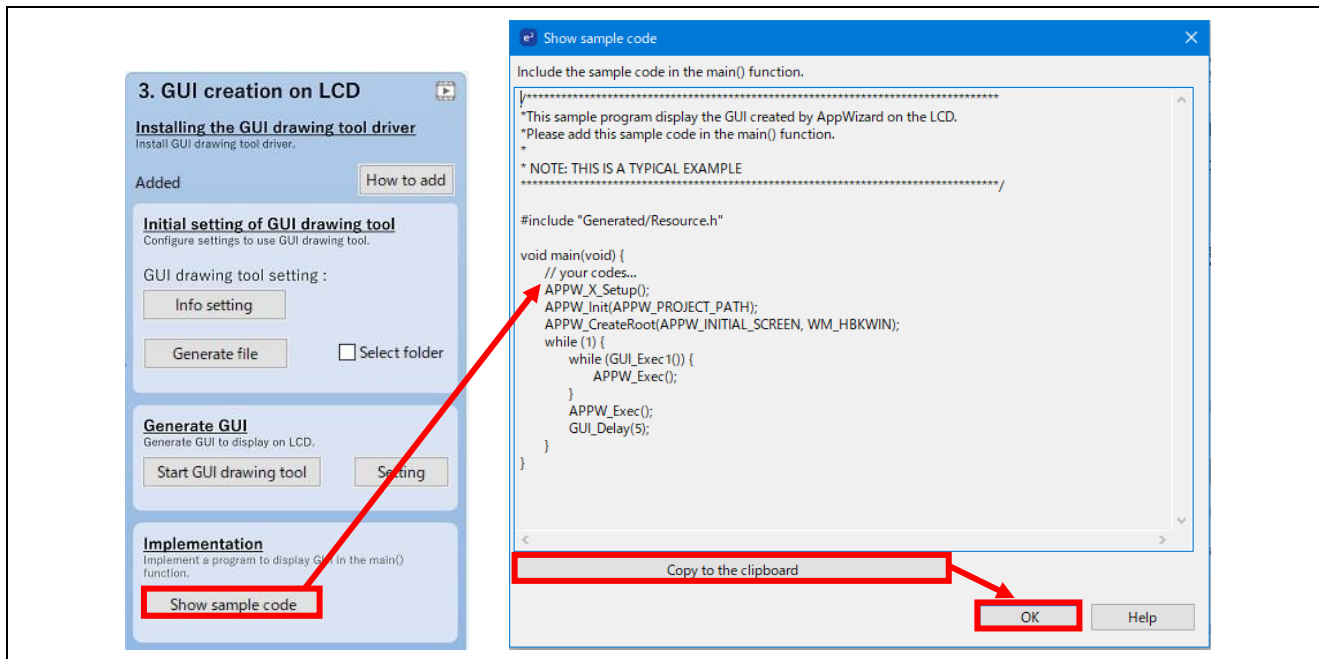 3. GUI creation on LCD
Installing the GUI drawing tool driver
Install GUI drawing tool driver.
Added
How to add
Initial setting of GUI drawing tool
Configure settings to use GUI drawing tool.
GUI drawing tool setting :
Info setting
Generate file
Select folder
Generate GUI
Generate GUI to display on LCD.
Start GUI drawing tool
Setting
Implementation
Implement a program to display GUI in the main()
function.
Show sample code
e² Show sample code
Include the sample code in the main() function.
/***********************************************************************************
*This sample program display the GUI created by AppWizard on the LCD.
*Please add this sample code in the main() function.
*
* NOTE: THIS IS A TYPICAL EXAMPLE
***********************************************************************************/
#include "Generated/Resource.h"
void main(void) {
// your codes...
APPW_X_Setup();
APPW_Init(APPW_PROJECT_PATH);
APPW_CreateRoot(APPW_INITIAL_SCREEN, WM_HBKWIN);
while (1) {
while (GUI_Exec1()) {
APPW_Exec();
}
APPW_Exec();
GUI_Delay(5);
}
}
Copy to the clipboard
OK
Help